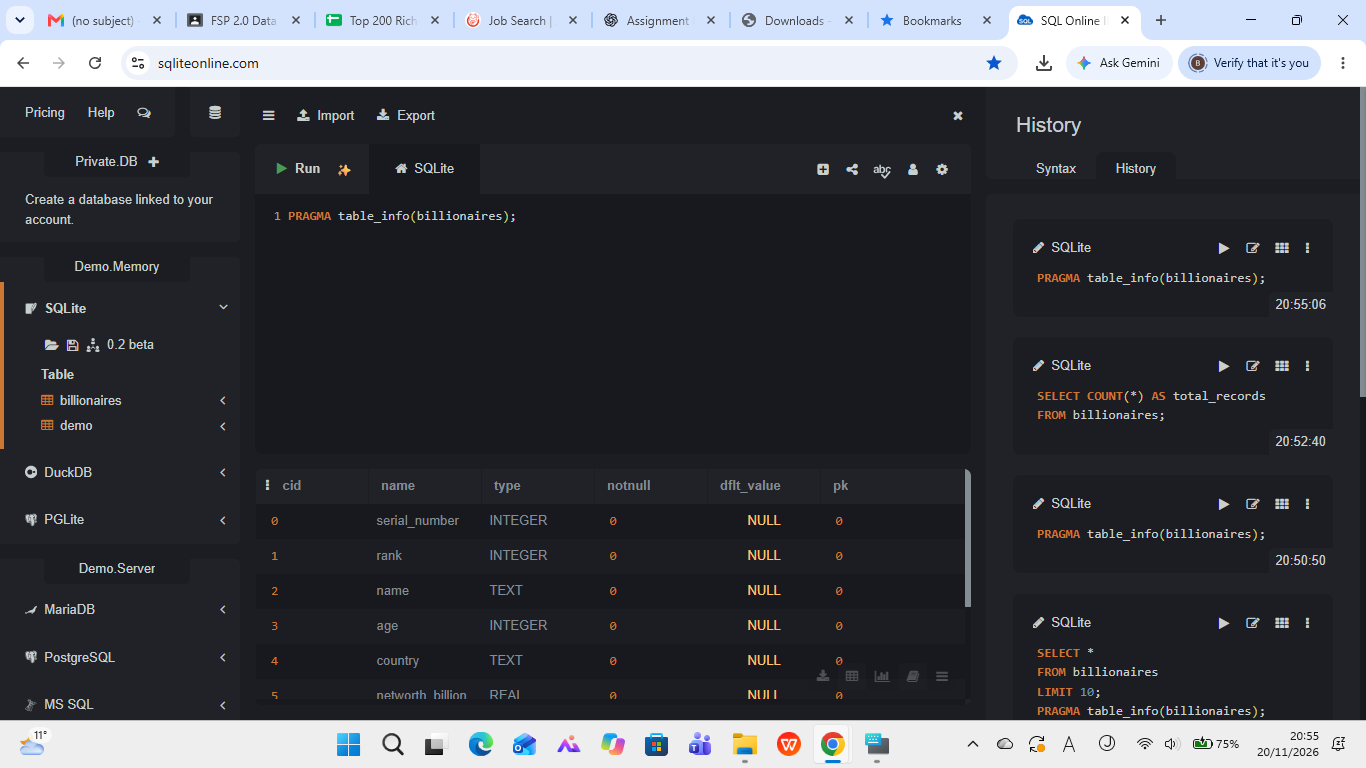 (no subject) -
FSP 2.0 Data
Top 200 Rich
Job Search |
Assignment
Downloads -
Bookmarks
SQL Online I
sqliteonline.com
Ask Gemini
B
Verify that it's you
Pricing
Help
Import
Export
Private.DB
Create a database linked to your
account.
Demo.Memory
SQLite
0.2 beta
Table
billionaires
demo
DuckDB
PGLite
Demo.Server
MariaDB
PostgreSQL
MS SQL
Run
SQLite
abc
1 PRAGMA table_info(billionaires);
cid name type notnull dflt_value pk
0 serial_number INTEGER 0 NULL 0
1 rank INTEGER 0 NULL 0
2 name TEXT 0 NULL 0
3 age INTEGER 0 NULL 0
4 country TEXT 0 NULL 0
5 networth_billion REAL 0 NULL 0
History
Syntax
History
SQLite
PRAGMA table_info(billionaires);
20:55:06
SQLite
SELECT COUNT(*) AS total_records
FROM billionaires;
20:52:40
SQLite
PRAGMA table_info(billionaires);
20:50:50
SQLite
SELECT *
FROM billionaires
LIMIT 10;
PRAGMA table_info(billionaires);
11°
75%
20:55
20/11/2026